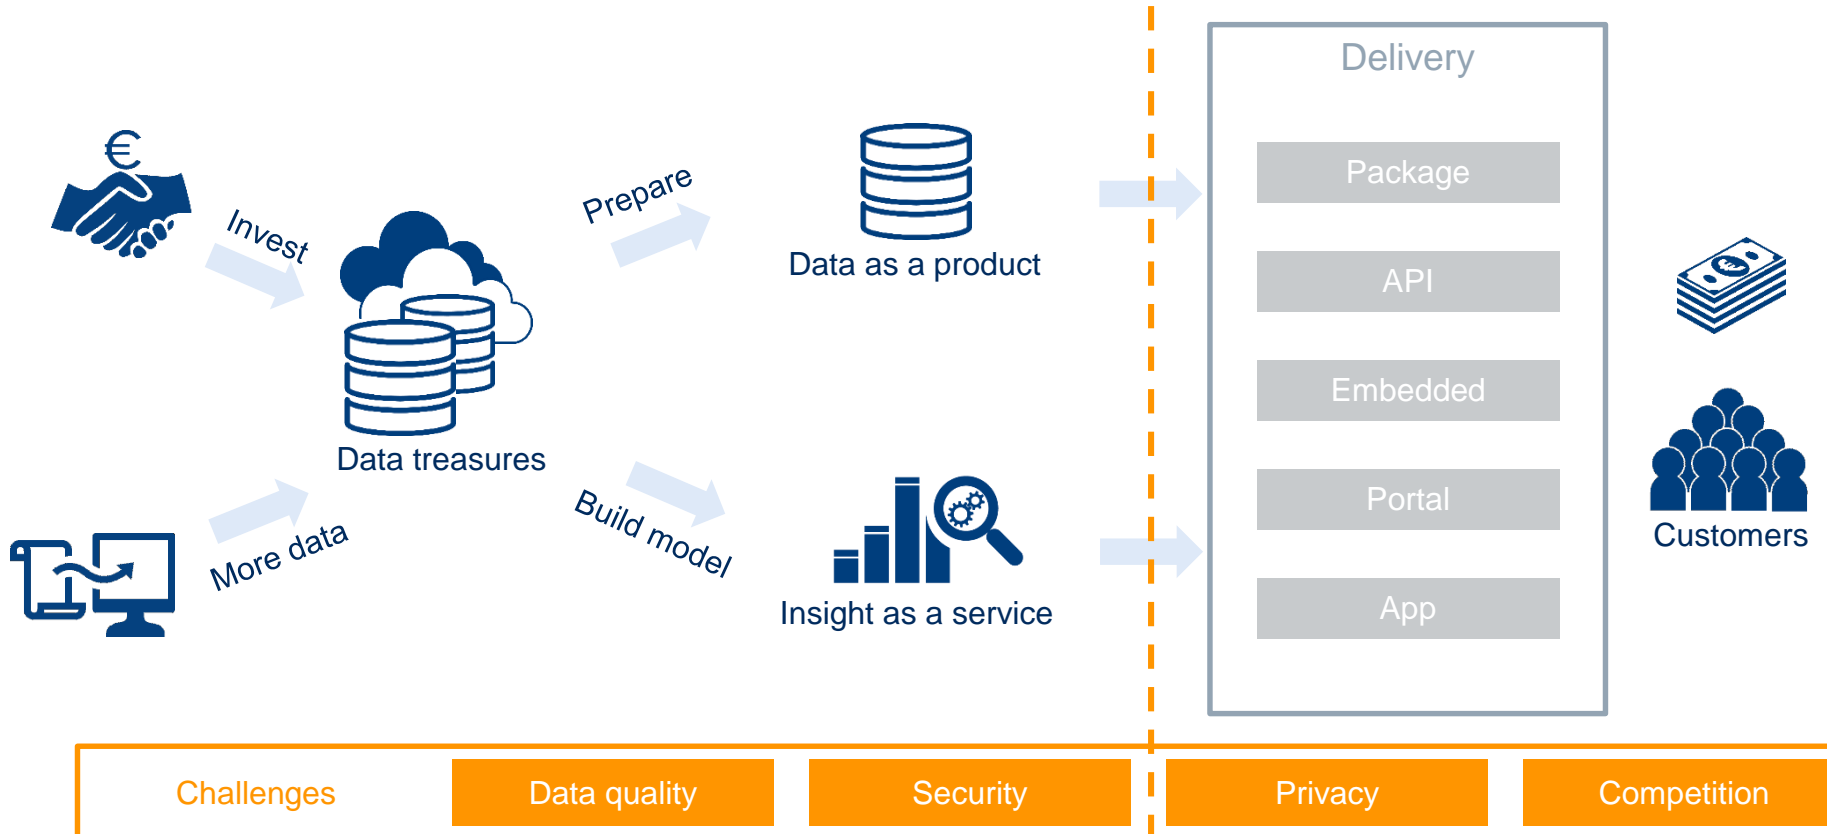 €
Invest
More data
Data treasures
Prepare
Build model
Data as a product
Insight as a service
Delivery
Package
API
Embedded
Portal
App
€
Customers
Challenges
Data quality
Security
Privacy
Competition